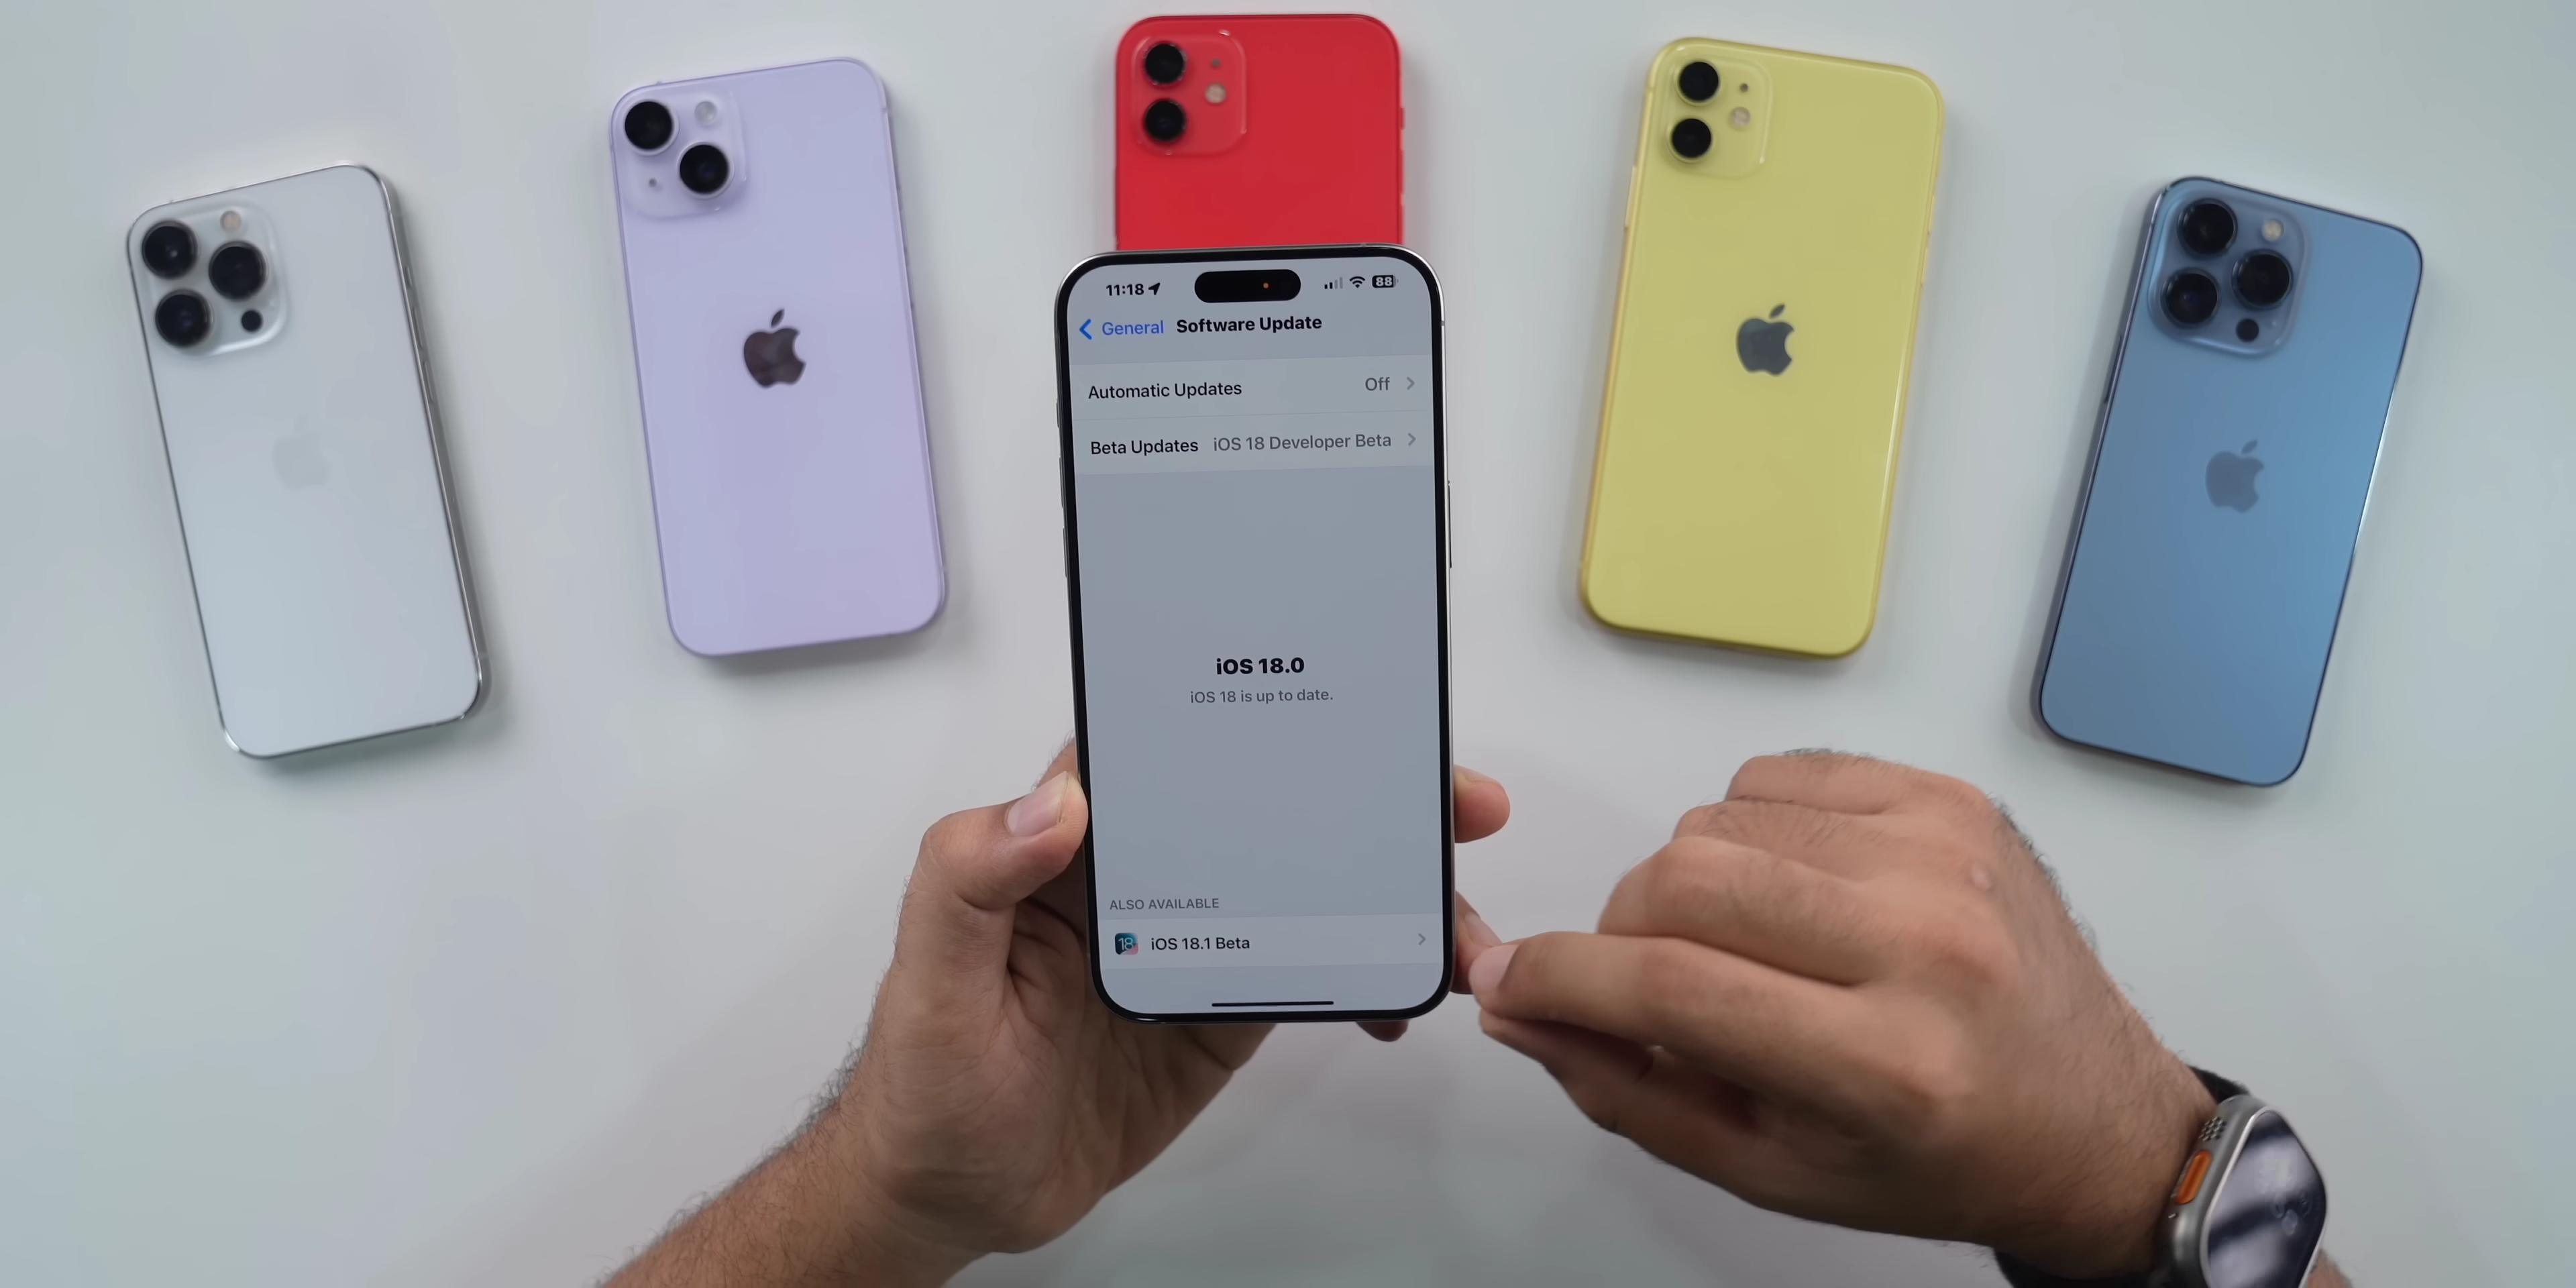 11:18
88
General Software Update
Automatic Updates Off
Beta Updates iOS 18 Developer Beta
iOS 18.0
iOS 18 is up to date.
ALSO AVAILABLE
18 iOS 18.1 Beta